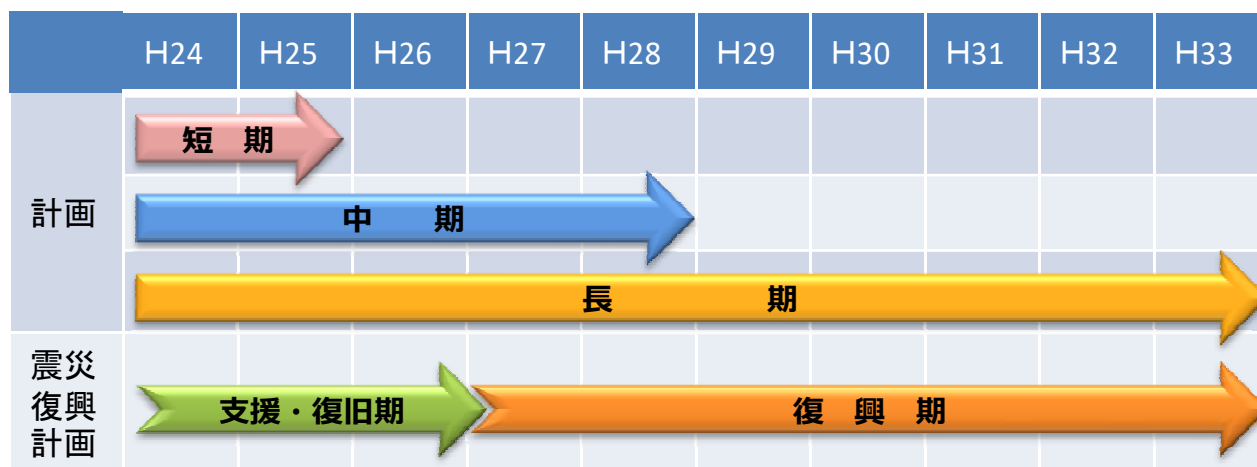 H24 H25 H26 H27 H28 H29 H30 H31 H32 H33
計画
短 期
中 期
長 期
震災
復興
計画
支援・復旧期
復 興 期